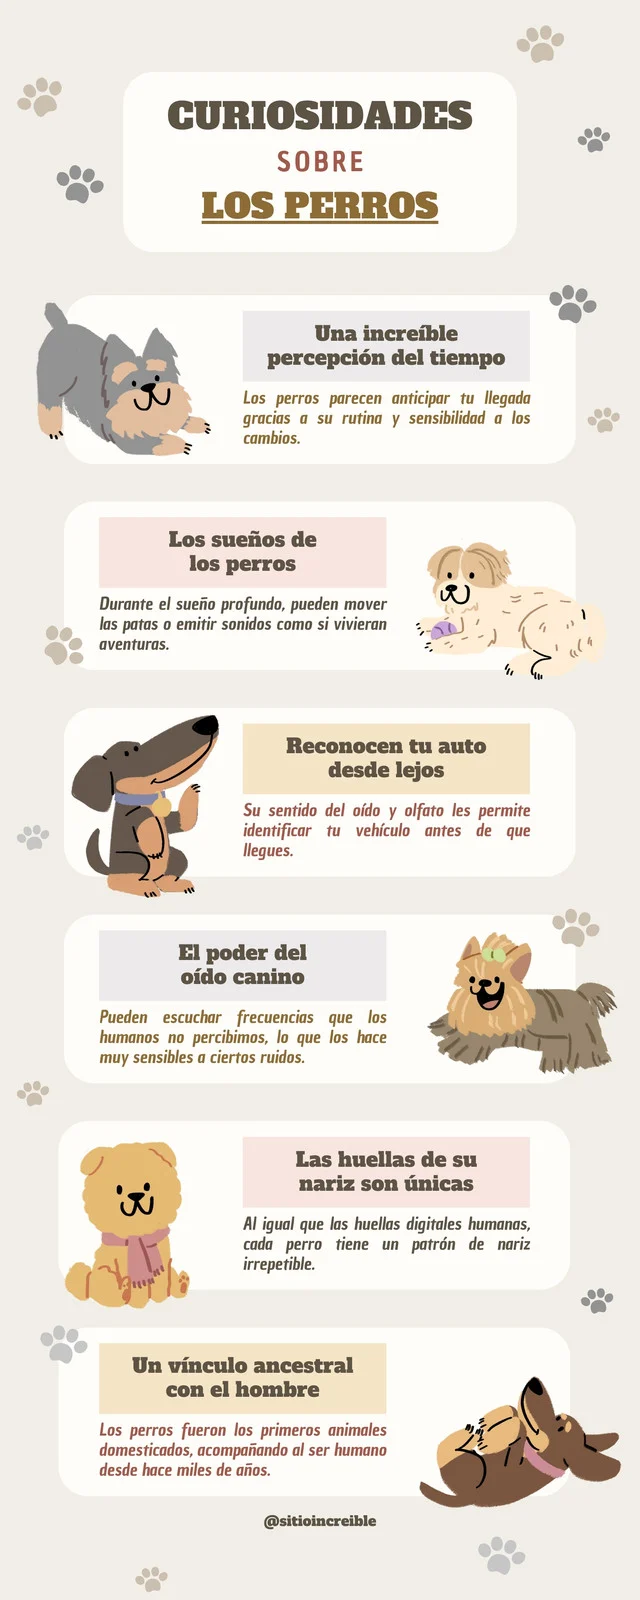 CURIOSIDADES
SOBRE
LOS PERROS
Una increíble
percepción del tiempo
Los perros parecen anticipar tu llegada
gracias a su rutina y sensibilidad a los
cambios.
Los sueños de
los perros
Durante el sueño profundo, pueden mover
las patas o emitir sonidos como si vivieran
aventuras.
Reconocen tu auto
desde lejos
Su sentido del oído y olfato les permite
identificar tu vehículo antes de que
llegues.
El poder del
oído canino
Pueden escuchar frecuencias que los
humanos no percibimos, lo que los hace
muy sensibles a ciertos ruidos.
Las huellas de su
nariz son únicas
Al igual que las huellas digitales humanas,
cada perro tiene un patrón de nariz
irrepetible.
Un vínculo ancestral
con el hombre
Los perros fueron los primeros animales
domesticados, acompañando al ser humano
desde hace miles de años.
@sitioincreible